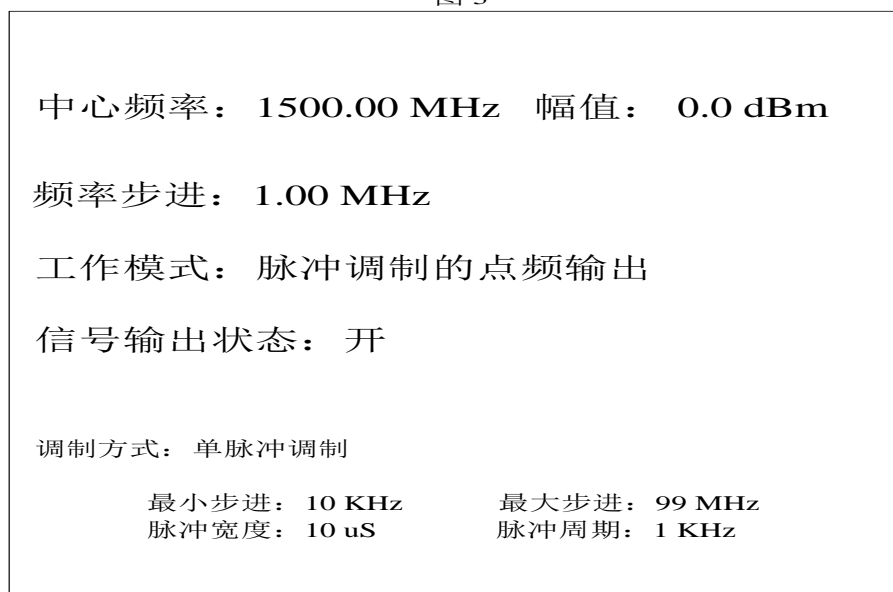 中心频率： 1500.00 MHz 幅值： 0.0 dBm
频率步进： 1.00 MHz
工作模式： 脉冲调制的点频输出
信号输出状态： 开
调制方式： 单脉冲调制
最小步进： 10 KHz 最大步进： 99 MHz
脉冲宽度： 10 uS 脉冲周期： 1 KHz